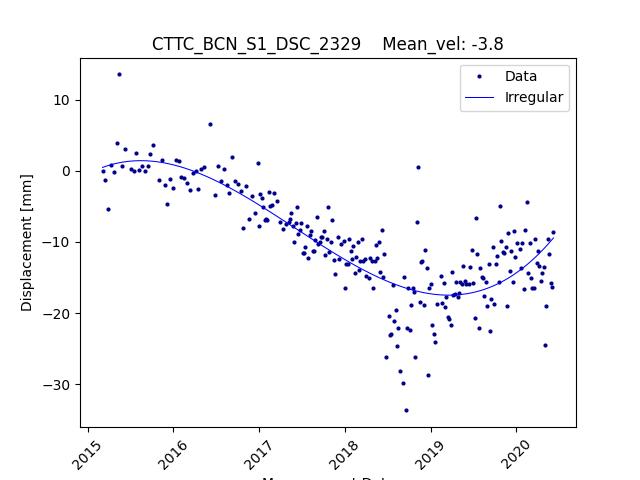 CTTC_BCN_S1_DSC_2329    Mean_vel: -3.8
Data
Irregular
10
0
−10
−20
−30
Displacement [mm]
2015
2016
2017
2018
2019
2020